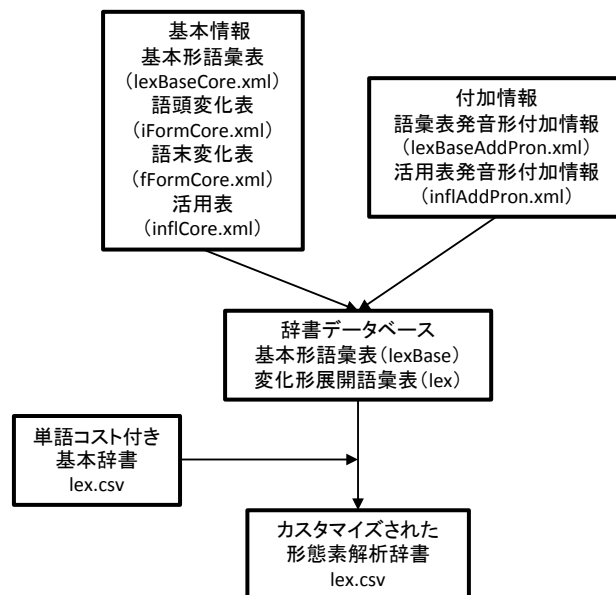 基本情報
基本形語彙表
(lexBaseCore.xml)
語頭変化表
(iFormCore.xml)
語末変化表
(fFormCore.xml)
活用表
(inflCore.xml)
付加情報
語彙表発音形付加情報
(lexBaseAddPron.xml)
活用表発音形付加情報
(inflAddPron.xml)
辞書データベース
基本形語彙表(lexBase)
変化形展開語彙表(lex)
単語コスト付き
基本辞書
lex.csv
カスタマイズされた
形態素解析辞書
lex.csv